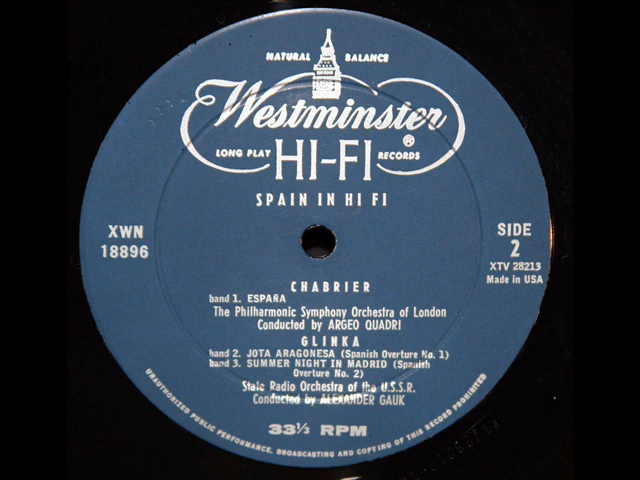 NATURAL BALANCE
Westminster ®
LONG PLAY HI-FI RECORDS
SPAIN IN HI FI
XWN
18896
SIDE
2
XTV 28213
Made in USA
CHABRIER
band 1. ESPAÑA
The Philharmonic Symphony Orchestra of London
Conducted by ARGEO QUADRI
GLINKA
band 2. JOTA ARAGONESA (Spanish Overture No. 1)
band 3. SUMMER NIGHT IN MADRID (Spanish
Overture No. 2)
State Radio Orchestra of the U.S.S.R.
Conducted by ALEXANDER GAUK
33⅓ RPM
UNAUTHORIZED PUBLIC PERFORMANCE, BROADCASTING AND COPYING OF THIS RECORD PROHIBITED